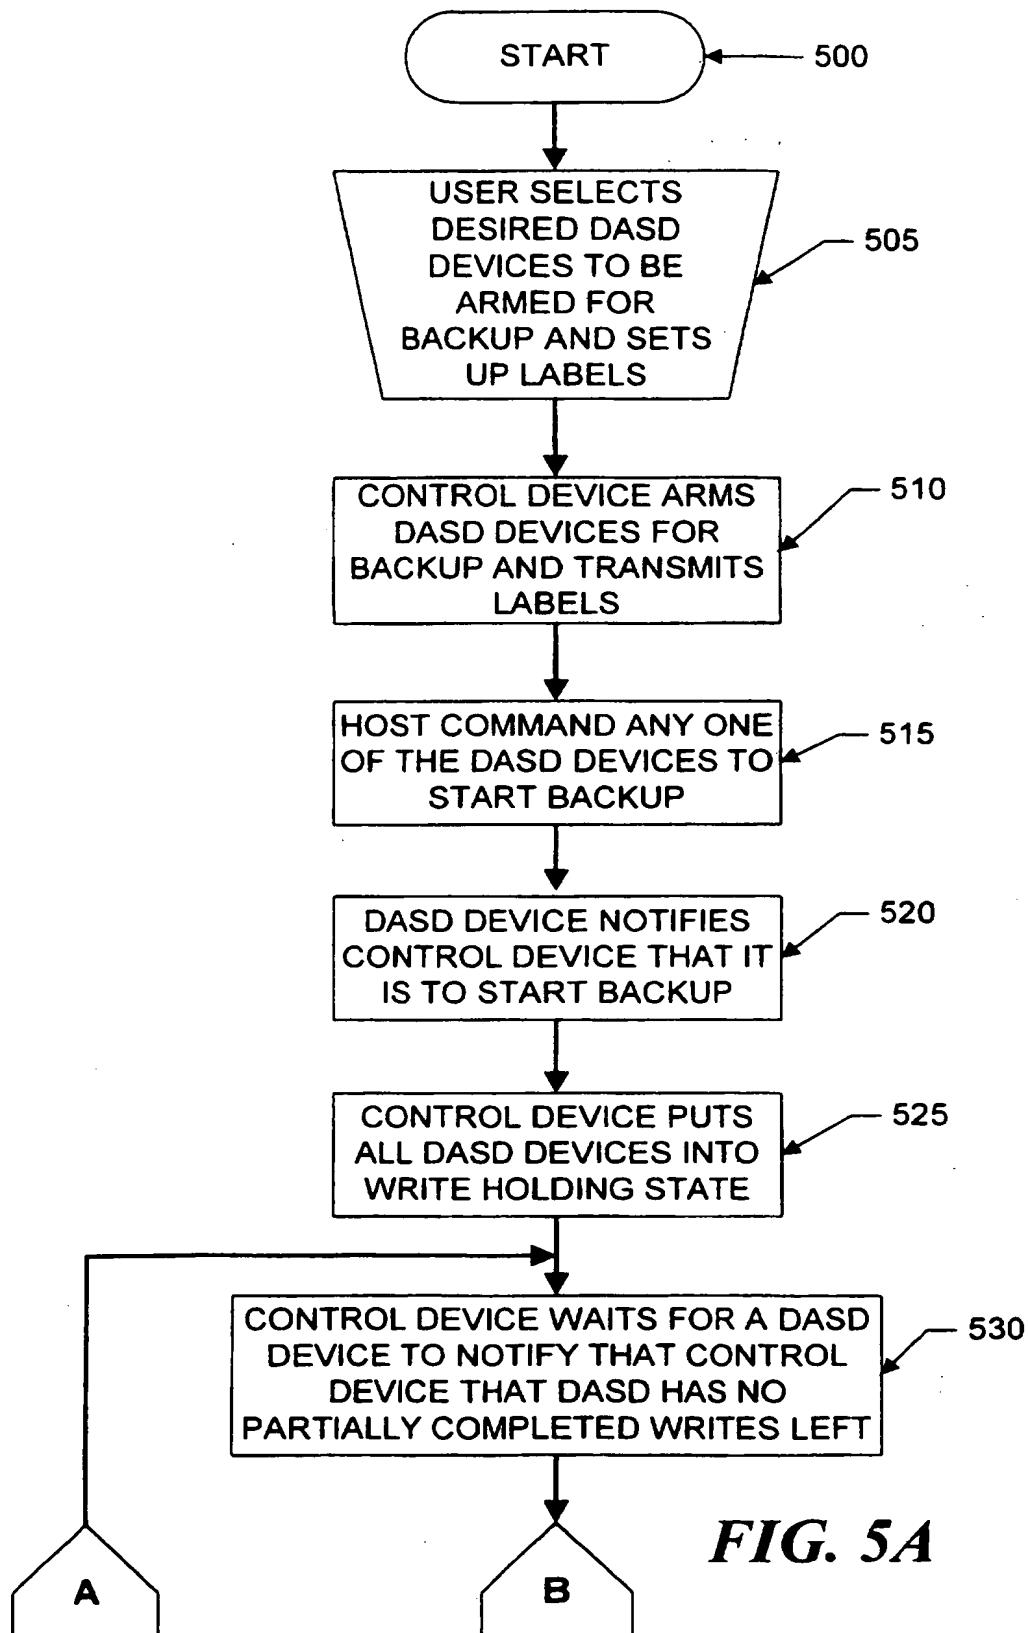 START
500
USER SELECTS
DESIRED DASD
DEVICES TO BE
ARMED FOR
BACKUP AND SETS
UP LABELS
505
CONTROL DEVICE ARMS
DASD DEVICES FOR
BACKUP AND TRANSMITS
LABELS
510
HOST COMMAND ANY ONE
OF THE DASD DEVICES TO
START BACKUP
515
DASD DEVICE NOTIFIES
CONTROL DEVICE THAT IT
IS TO START BACKUP
520
CONTROL DEVICE PUTS
ALL DASD DEVICES INTO
WRITE HOLDING STATE
525
CONTROL DEVICE WAITS FOR A DASD
DEVICE TO NOTIFY THAT CONTROL
DEVICE THAT DASD HAS NO
PARTIALLY COMPLETED WRITES LEFT
530
A
B
FIG. 5A